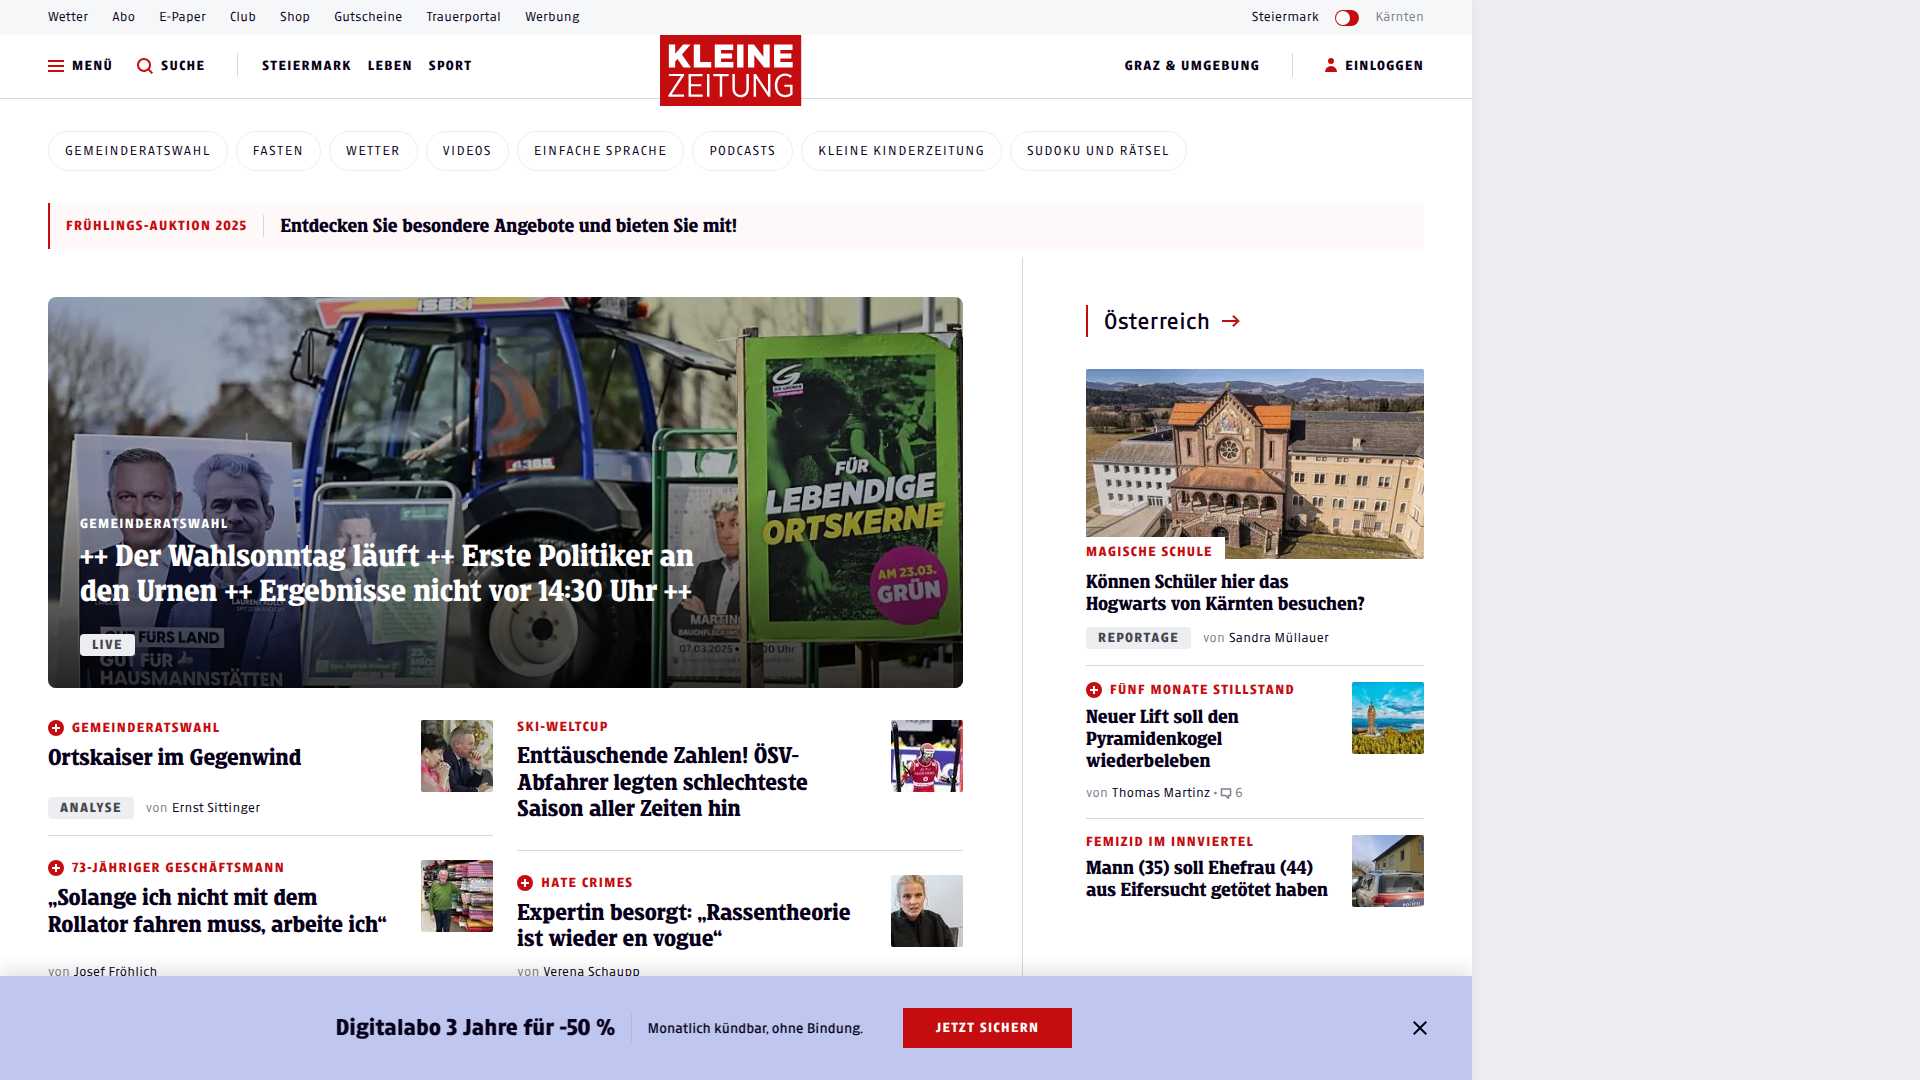 Wetter Abo E-Paper Club Shop Gutscheine Trauerportal Werbung Steiermark Kärnten
MENÜ SUCHE STEIERMARK LEBEN SPORT
KLEINE
ZEITUNG
GRAZ & UMGEBUNG EINLOGGEN
GEMEINDERATSWAHL FASTEN WETTER VIDEOS EINFACHE SPRACHE PODCASTS KLEINE KINDERZEITUNG SUDOKU UND RÄTSEL
FRÜHLINGS-AUKTION 2025 Entdecken Sie besondere Angebote und bieten Sie mit!
ISEKI
4365
FÜR
LEBENDIGE
ORTSKERNE
AM 23.03.
GRÜN
GEMEINDERATSWAHL
++ Der Wahlsonntag läuft ++ Erste Politiker an
den Urnen ++ Ergebnisse nicht vor 14:30 Uhr ++
LIVE
FÜRS LAND
GUT FÜR
HAUSMANNSTÄTTEN
MARTIN
07.03.2025 •
Uhr
GEMEINDERATSWAHL
Ortskaiser im Gegenwind
ANALYSE von Ernst Sittinger
73-JÄHRIGER GESCHÄFTSMANN
„Solange ich nicht mit dem
Rollator fahren muss, arbeite ich“
von Josef Fröhlich
SKI-WELTCUP
Enttäuschende Zahlen! ÖSV-
Abfahrer legten schlechteste
Saison aller Zeiten hin
HATE CRIMES
Expertin besorgt: „Rassentheorie
ist wieder en vogue“
von Verena Schaupp
Österreich
MAGISCHE SCHULE
Können Schüler hier das
Hogwarts von Kärnten besuchen?
REPORTAGE von Sandra Müllauer
FÜNF MONATE STILLSTAND
Neuer Lift soll den
Pyramidenkogel
wiederbeleben
von Thomas Martinz • 6
FEMIZID IM INNVIERTEL
Mann (35) soll Ehefrau (44)
aus Eifersucht getötet haben
Digitalabo 3 Jahre für -50 % Monatlich kündbar, ohne Bindung. JETZT SICHERN